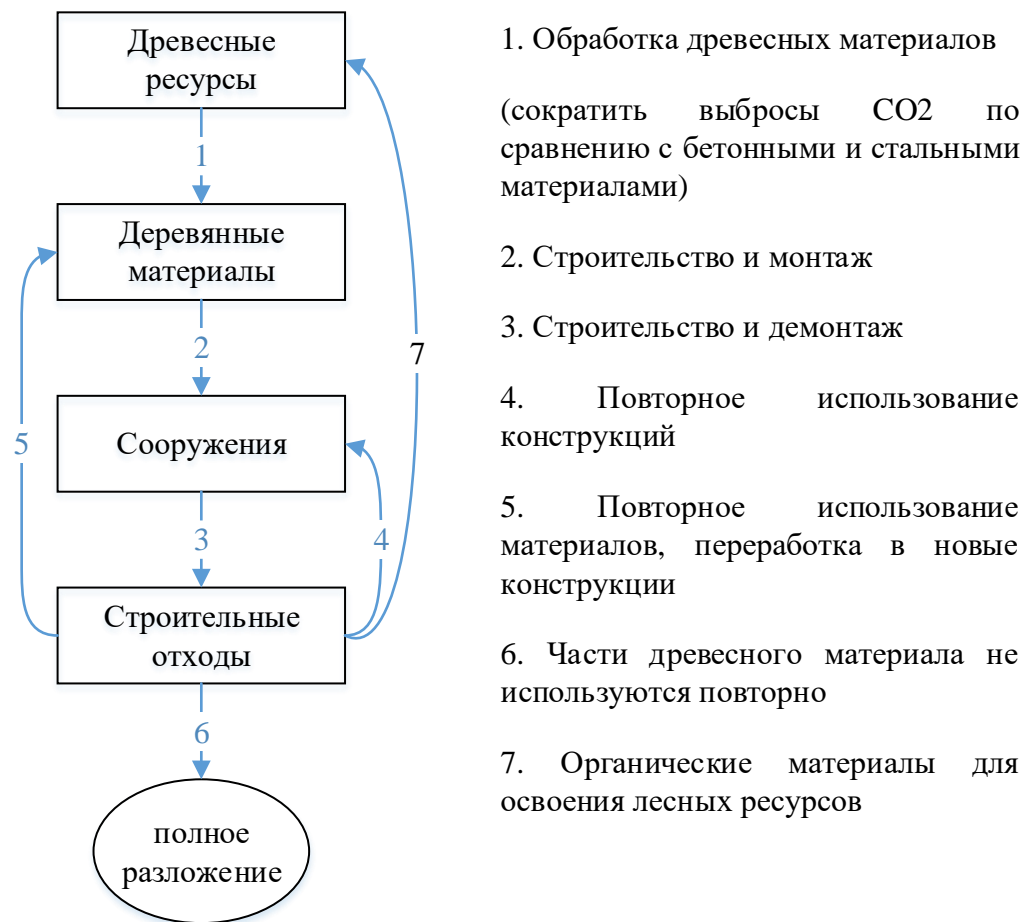 Древесные
ресурсы
1
Деревянные
материалы
2
7
5
Сооружения
3
4
Строительные
отходы
6
полное
разложение
1. Обработка древесных материалов
(сократить выбросы СО2 по
сравнению с бетонными и стальными
материалами)
2. Строительство и монтаж
3. Строительство и демонтаж
4. Повторное использование
конструкций
5. Повторное использование
материалов, переработка в новые
конструкции
6. Части древесного материала не
используются повторно
7. Органические материалы для
освоения лесных ресурсов